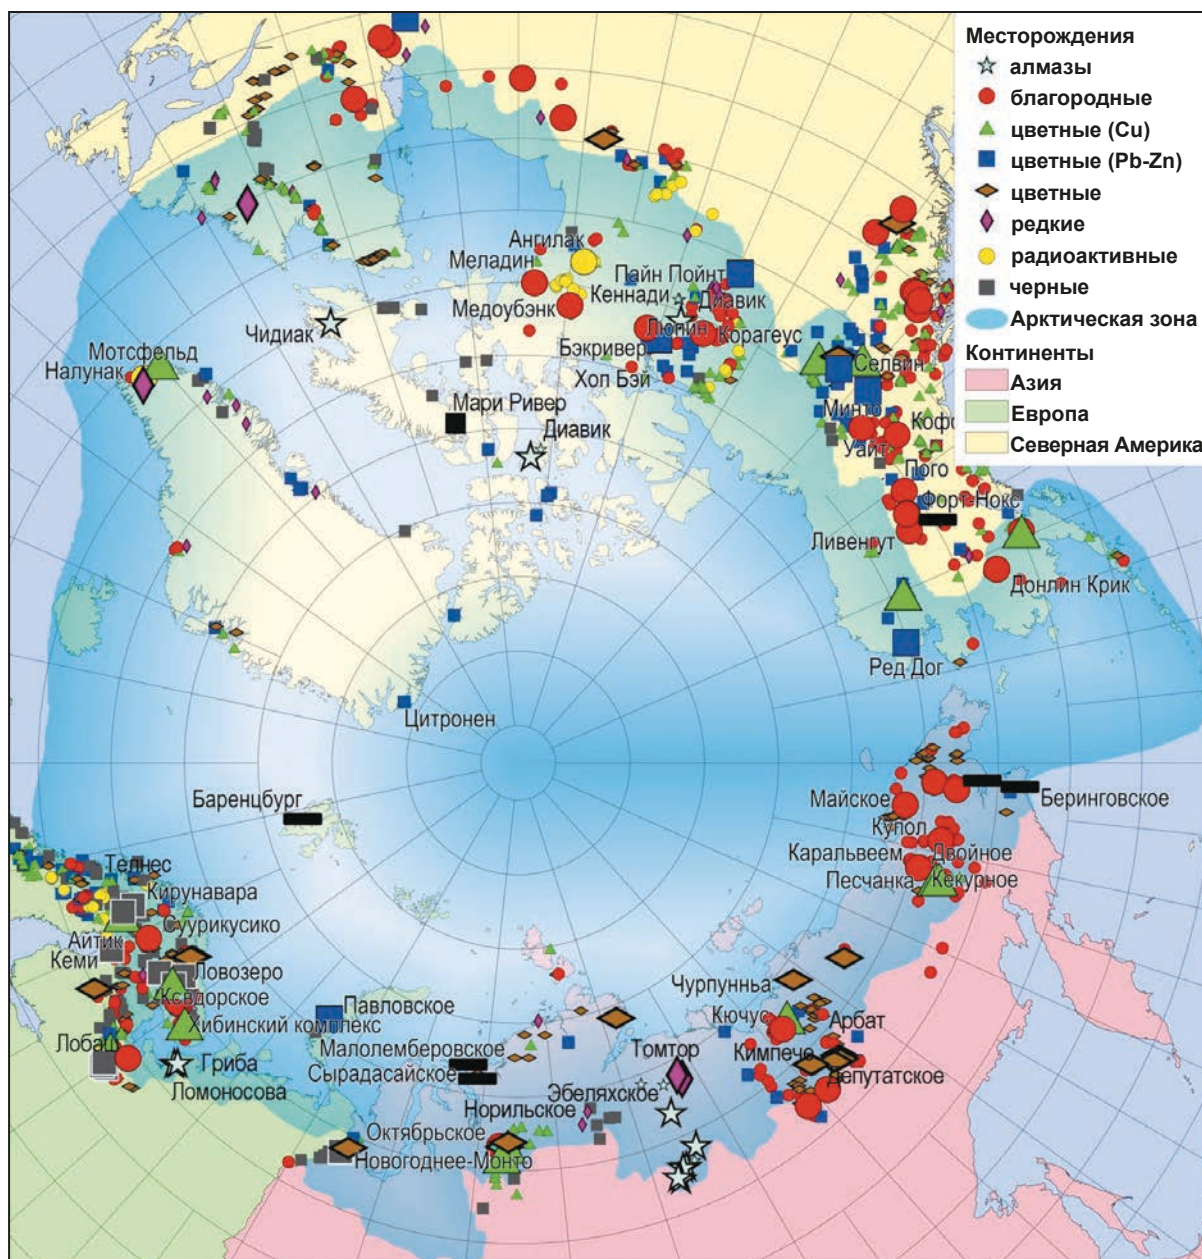 Месторождения
алмазы
благородные
цветные (Cu)
цветные (Pb-Zn)
цветные
редкие
радиоактивные
черные
Арктическая зона
Континенты
Азия
Европа
Северная Америка
Ангилак
Меладин
Пайн Пойнт
Кеннади
Диавик
Медоубэнк
Люпин
Корагеус
Чидиак
Бэкривер
Мотсфельд
Налунак
Хоп Бэй
Селвин
Мари Ривер
Минто
Диавик
Уайт
Пого
Форт-Нокс
Ливенгут
Донлин Крик
Ред Дог
Цитронен
Баренцбург
Майское
Беринговское
Купол
Каральвеем
Двойное
Песчанка
Кекурное
Телнес
Кирунавара
Суурикусико
Айтик
Кеми
Ловозеро
Чурпуннья
Ковдорское
Павловское
Кючус
Арбат
Хибинский комплекс
Лобаш
Малолемберовское
Томтор
Кимпече
Гриба
Сырадасайское
Депутатское
Ломоносова
Эбеляхское
Норильское
Октябрьское
Новогоднее-Монто